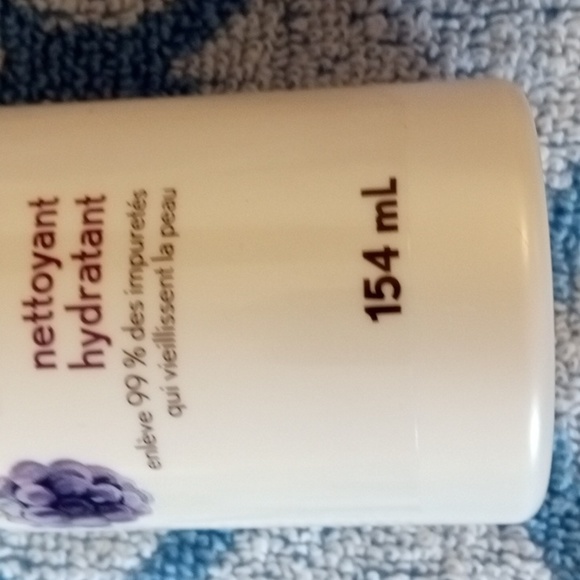 nettoyant
hydratant
enlève 99 % des impuretés
qui vieillissent la peau
154 mL